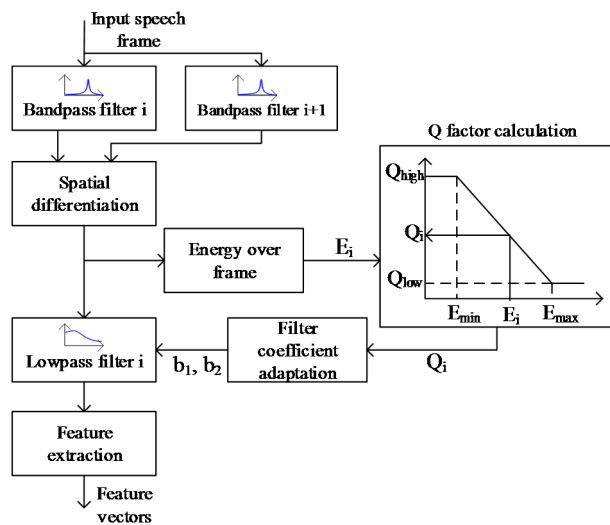 Input speech
frame
Bandpass filter i
Bandpass filter i+1
Spatial
differentiation
Energy over
frame
Ei
Q factor calculation
Qhigh
Qi
Qlow
Emin
Ei
Emax
Lowpass filter i
b1, b2
Filter
coefficient
adaptation
Qi
Feature
extraction
Feature
vectors